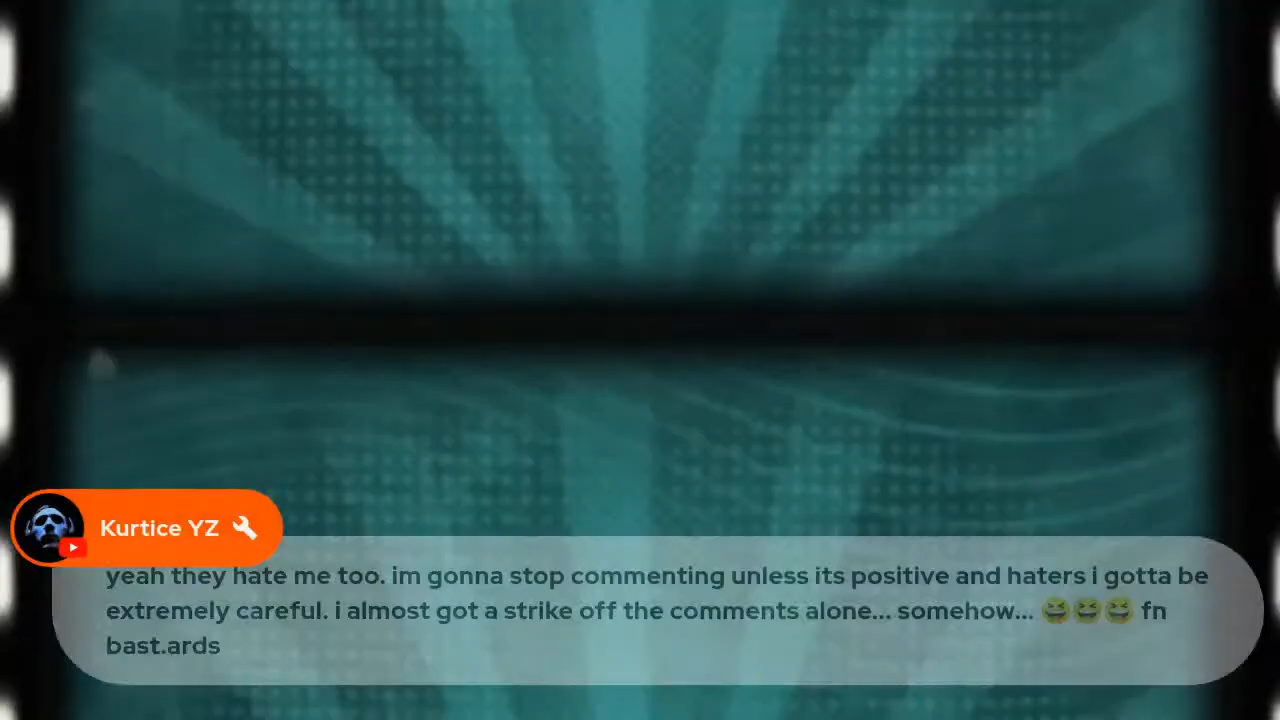 Kurtice YZ
yeah they hate me too. im gonna stop commenting unless its positive and haters i gotta be
extremely careful. i almost got a strike off the comments alone... somehow... 😆😆😆 fn
bast.ards